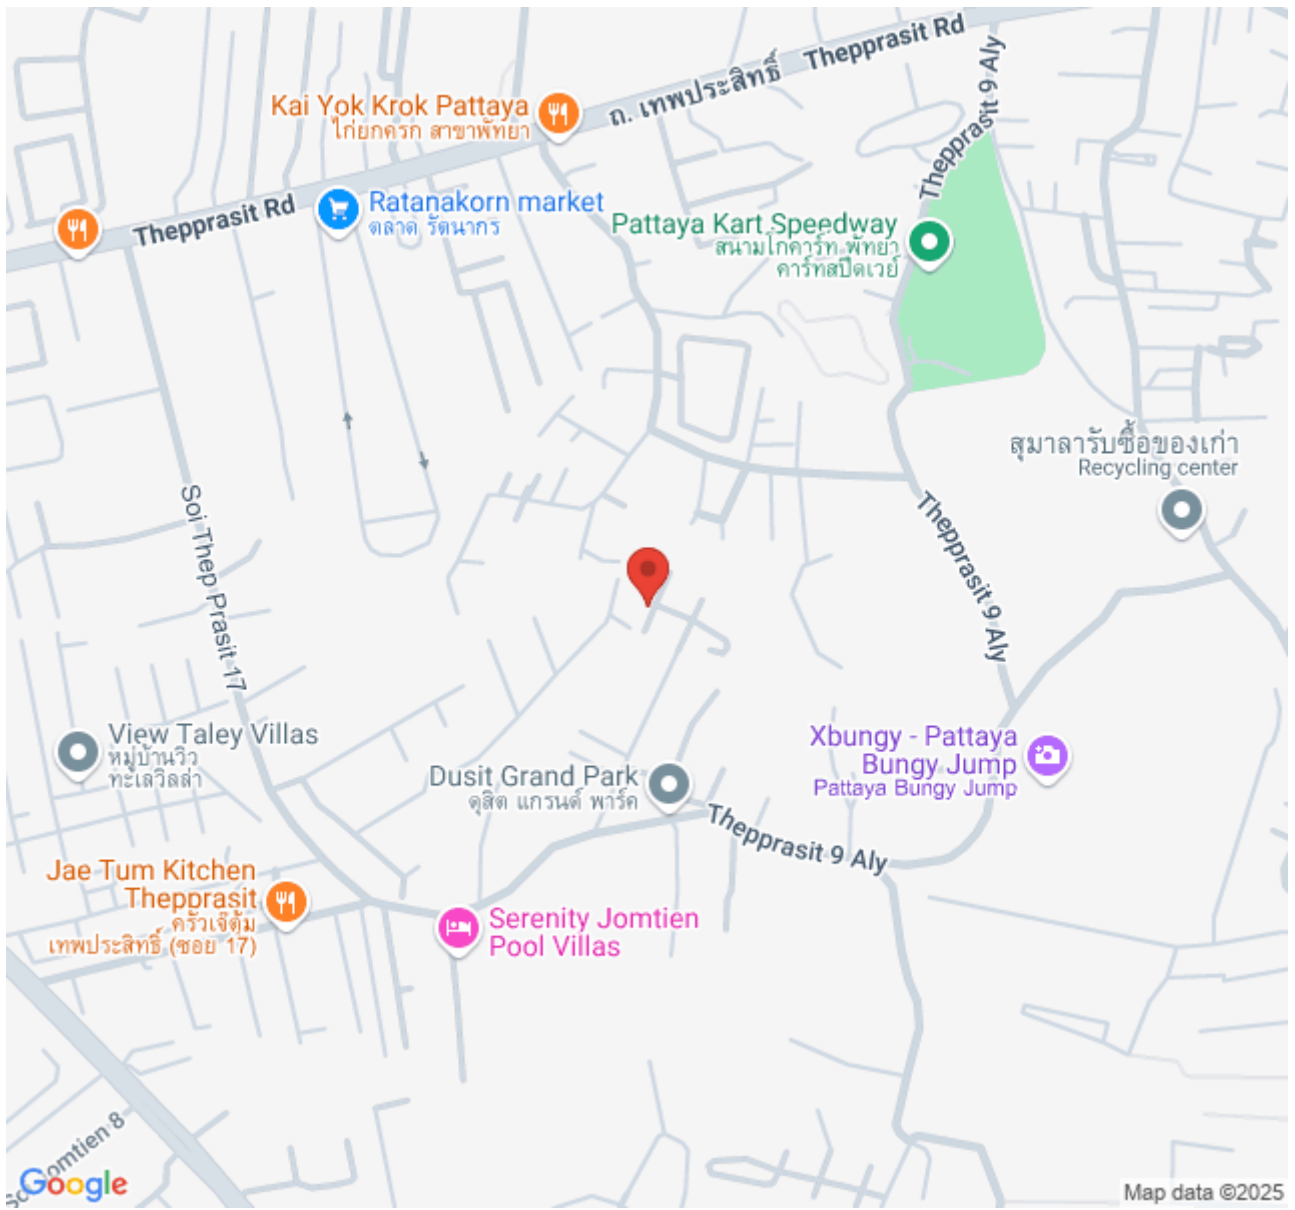 Thepprasit Rd
ถ. เทพประสิทธิ์
Thepprasit 9 Aly
Kai Yok Krok Pattaya
ไก่ยกครก สาขาพัทยา
Ratanakorn market
ตลาด รัตนากร
Thepprasit Rd
Pattaya Kart Speedway
สนามโกคาร์ท พัทยา
คาร์ทสปีดเวย์
สุมาลารับซื้อของเก่า
Recycling center
Soi Thep Prasit 17
Thepprasit 9 Aly
View Taley Villas
หมู่บ้านวิว
ทะเลวิลล่า
Xbungy - Pattaya
Bungy Jump
Pattaya Bungy Jump
Dusit Grand Park
ดุสิต แกรนด์ พาร์ค
Thepprasit 9 Aly
Jae Tum Kitchen
Thepprasit
ครัวเจ๊ตุ้ม
เทพประสิทธิ์ (ซอย 17)
Serenity Jomtien
Pool Villas
Soi Jomtien 8
Google
Map data ©2025